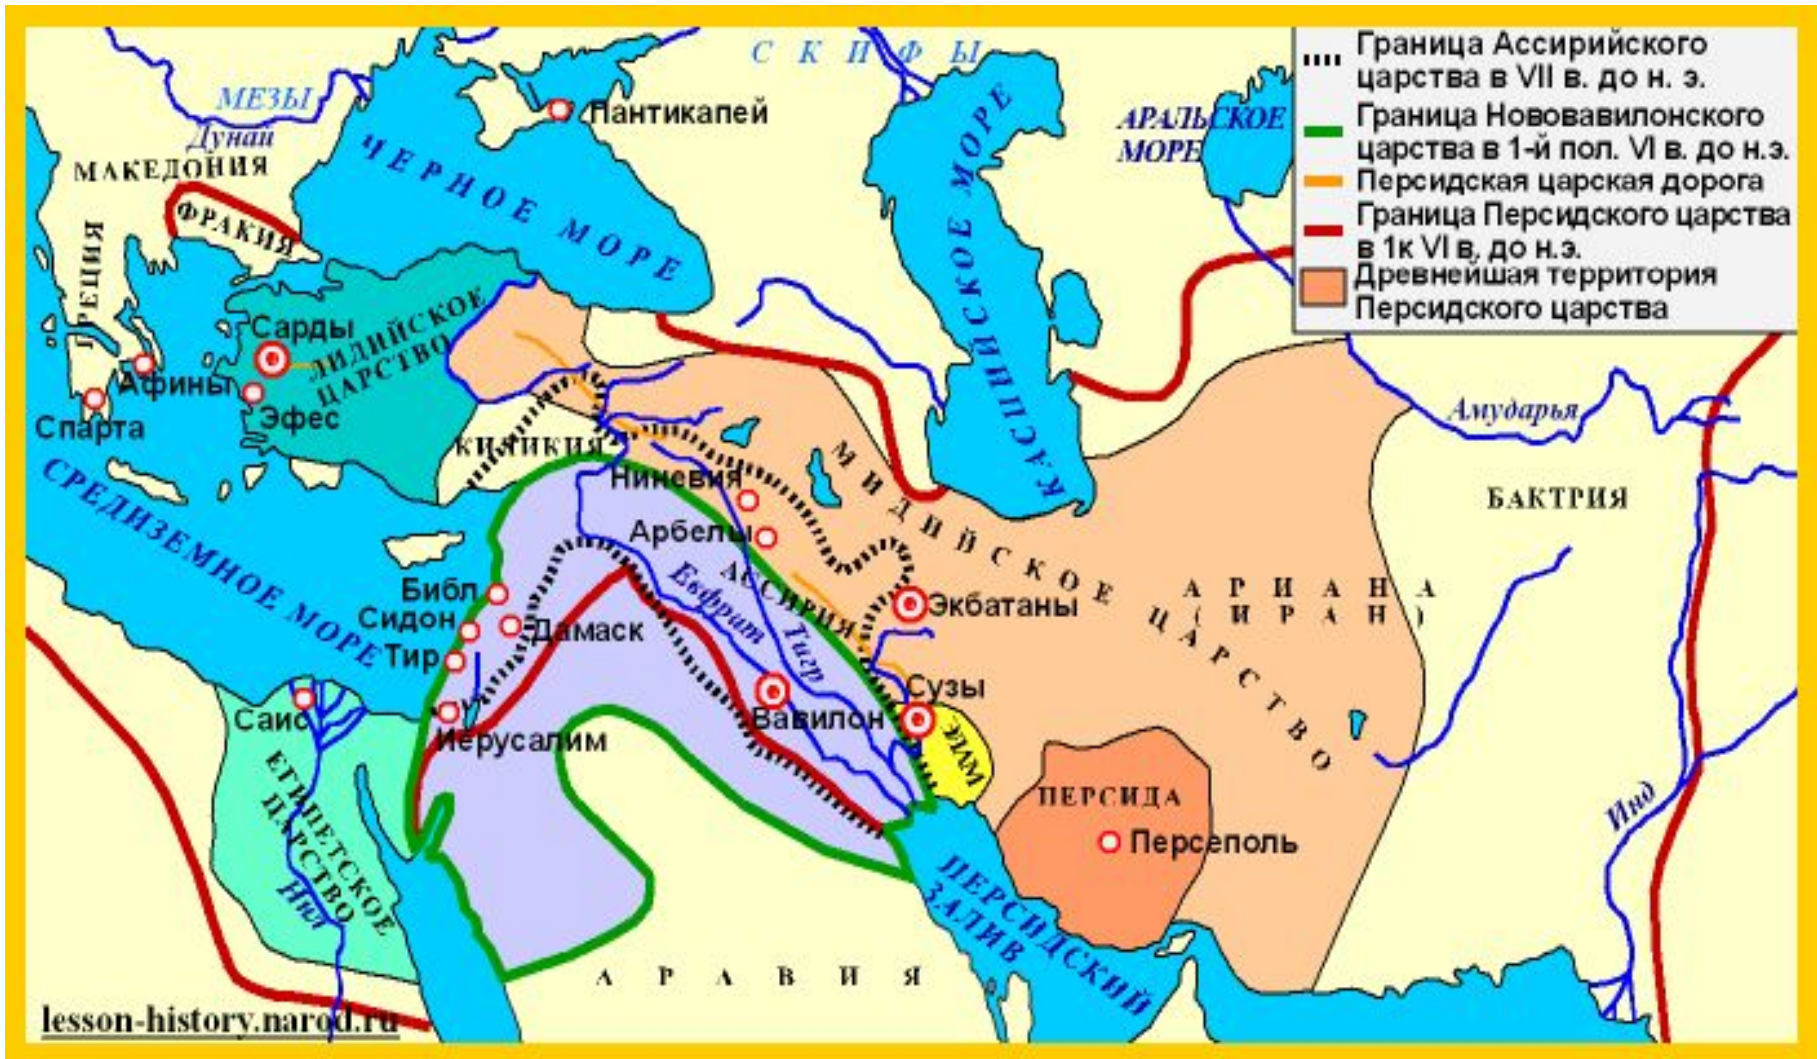 Граница Ассирийского
царства в VII в. до н. э.
Граница Нововавилонского
царства в 1-й пол. VI в. до н.э.
Персидская царская дорога
Граница Персидского царства
в 1к VI в. до н.э.
Древнейшая территория
Персидского царства
СКИФЫ
МЕЗЫ
Дунай
Пантикапей
АРАЛЬСКОЕ
МОРЕ
МАКЕДОНИЯ
ФРАКИЯ
ЧЕРНОЕ МОРЕ
КАСПИЙСКОЕ МОРЕ
ГРЕЦИЯ
Сарды
ЛИДИЙСКОЕ
ЦАРСТВО
Афины
Эфес
Спарта
КИЛИКИЯ
Амударья
СРЕДИЗЕМНОЕ МОРЕ
Ниневия
Арбелы
МИДИЙСКОЕ ЦАРСТВО
БАКТРИЯ
АССИРИЯ
Евфрат
Тигр
Библ
Сидон
Дамаск
Тир
Экбатаны
АРИАНА
(ИРАН)
Саис
Иерусалим
Вавилон
Сузы
ЭЛАМ
ЕГИПЕТСКОЕ
ЦАРСТВО
Нил
ПЕРСИДА
Персеполь
Инд
ПЕРСИДСКИЙ
ЗАЛИВ
АРАВИЯ
lesson-history.narod.ru